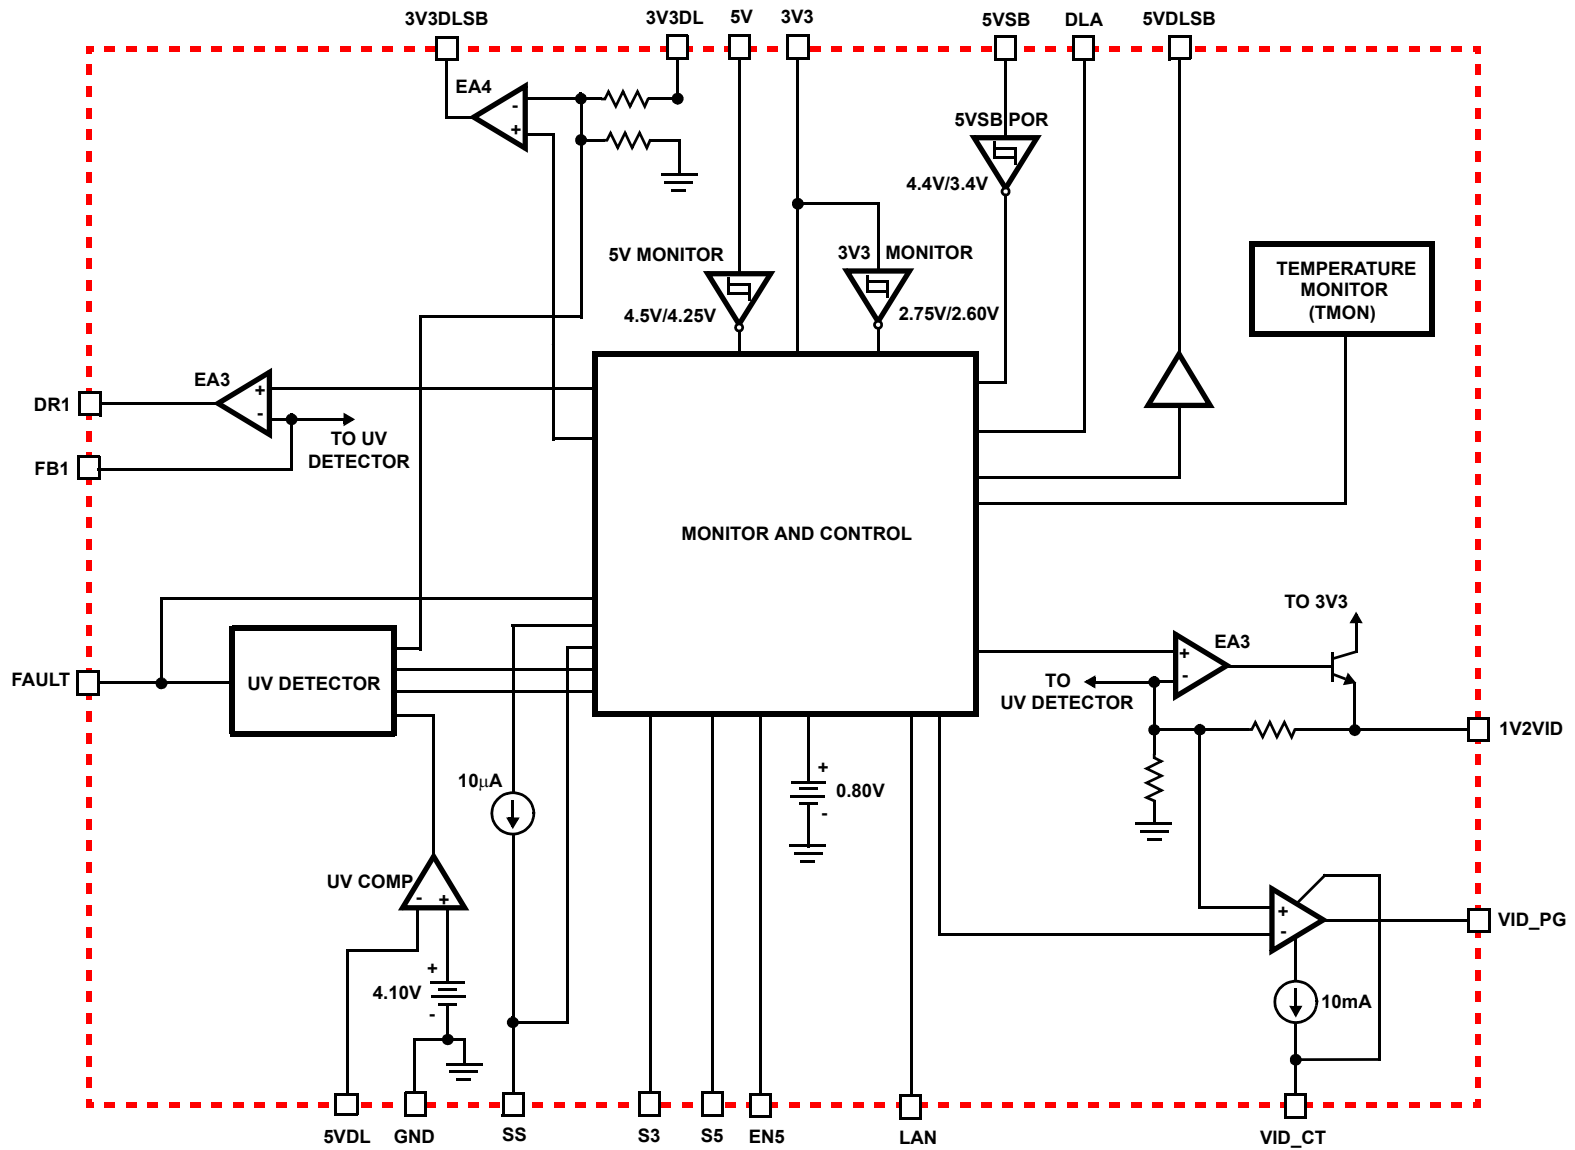 3V3DLSB
3V3DL
5V
3V3
5VSB
DLA
5VDLSB
EA4
-
+
5VSB POR
4.4V/3.4V
5V MONITOR
4.5V/4.25V
3V3 MONITOR
2.75V/2.60V
TEMPERATURE
MONITOR
(TMON)
EA3
+
-
DR1
FB1
TO UV
DETECTOR
MONITOR AND CONTROL
FAULT
UV DETECTOR
TO 3V3
EA3
+
-
TO
UV DETECTOR
1V2VID
10µA
+
0.80V
-
UV COMP
-
+
+
4.10V
-
+
-
VID_PG
10mA
5VDL
GND
SS
S3
S5
EN5
LAN
VID_CT